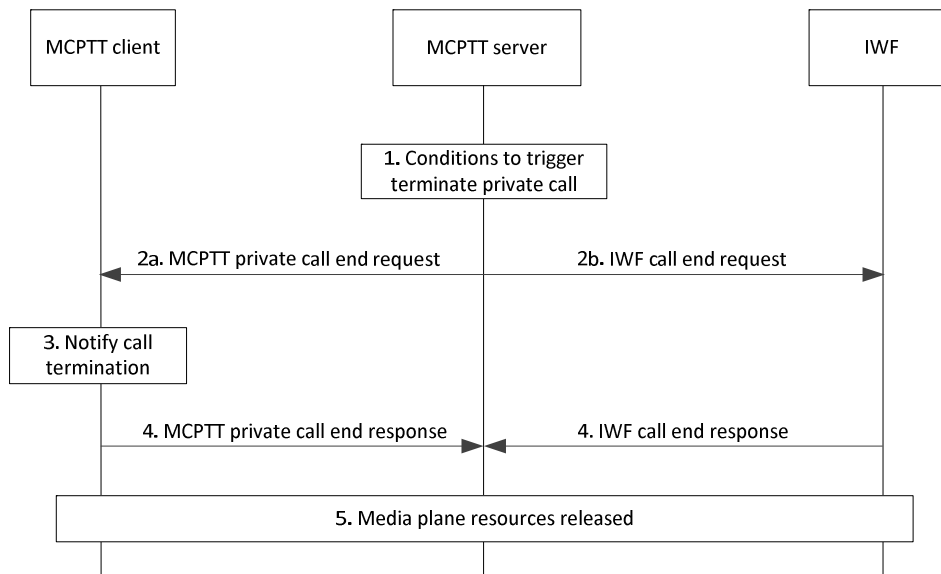 MCPTT client
MCPTT server
IWF
1. Conditions to trigger
terminate private call
2a. MCPTT private call end request
2b. IWF call end request
3. Notify call
termination
4. MCPTT private call end response
4. IWF call end response
5. Media plane resources released